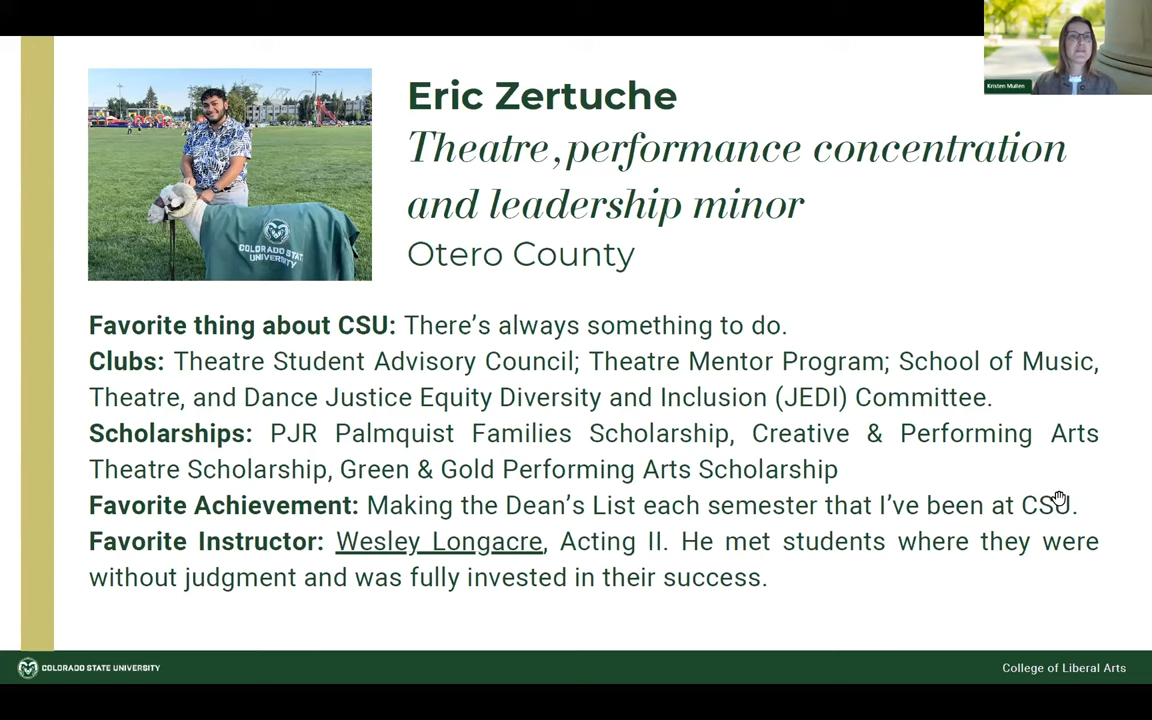 Kristen Mullen
Eric Zertuche
Theatre, performance concentration
and leadership minor
Otero County
COLORADO STATE
UNIVERSITY
Favorite thing about CSU: There's always something to do.
Clubs: Theatre Student Advisory Council; Theatre Mentor Program; School of Music,
Theatre, and Dance Justice Equity Diversity and Inclusion (JEDI) Committee.
Scholarships: PJR Palmquist Families Scholarship, Creative & Performing Arts
Theatre Scholarship, Green & Gold Performing Arts Scholarship
Favorite Achievement: Making the Dean's List each semester that I've been at CSU.
Favorite Instructor: Wesley Longacre, Acting II. He met students where they were
without judgment and was fully invested in their success.
COLORADO STATE UNIVERSITY
College of Liberal Arts